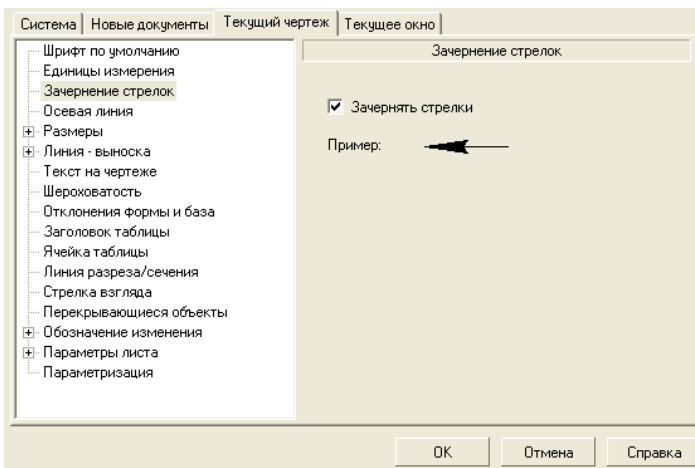 Система Новые документы Текущий чертеж Текущее окно
Шрифт по умолчанию
Единицы измерения
Зачернение стрелок
Осевая линия
Размеры
Линия - выноска
Текст на чертеже
Шероховатость
Отклонения формы и база
Заголовок таблицы
Ячейка таблицы
Линия разреза/сечения
Стрелка взгляда
Перекрывающиеся объекты
Обозначение изменения
Параметры листа
Параметризация
Зачернение стрелок
Зачернять стрелки
Пример:
OK Отмена Справка